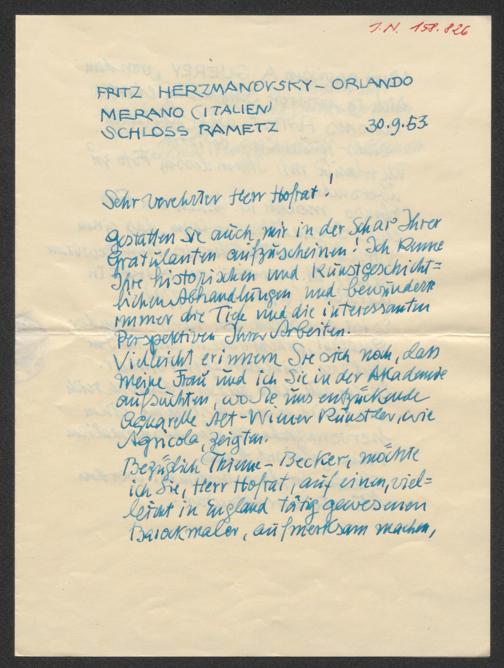 I.N. 158.826
FRITZ HERZMANOVSKY-ORLANDO
MERANO (ITALIEN)
SCHLOSS RAMETZ 30.9.53
Sehr verehrter Herr Hofrat!
Gestatten Sie auch mir in der Schar Ihrer
Gratulanten aufzuscheinen! Ich kenne
Ihre historischen und Kunstgeschicht=
lichen Abhandlungen und bewundere
immer die Tiefe und die interessanten
Perspektiven Ihrer Arbeiten.
Vielleicht erinnern Sie sich noch, dass
meine Frau und ich Sie in der Akademie
aufsuchten, wo Sie uns entzückende
Aquarelle Alt-Wiener Künstler, wie
Agricola zeigten.
Bezüglich Thieme-Becker, möchte
ich Sie, Herr Hofrat, auf einen, viel=
leicht in England tätig gewesenen
Barockmaler, aufmerksam machen,